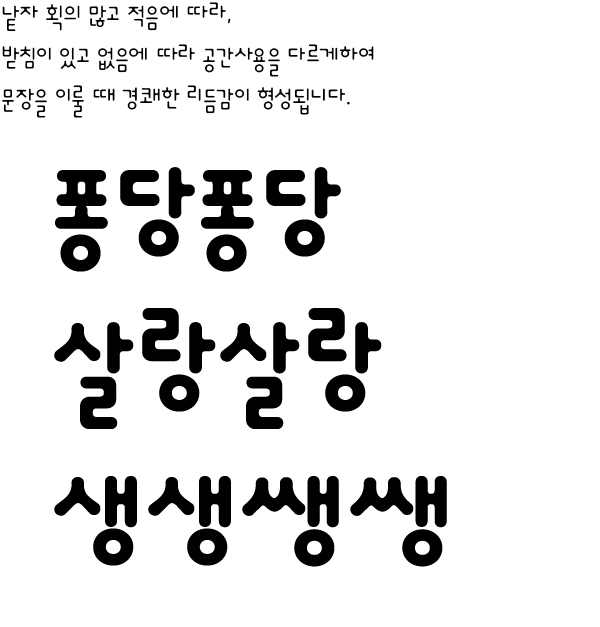 낱자 획의 많고 적음에 따라,
받침이 있고 없음에 따라 공간사용을 다르게하여
문장을 이룰 때 경쾌한 리듬감이 형성됩니다.
퐁당퐁당
살랑살랑
생생쌩쌩